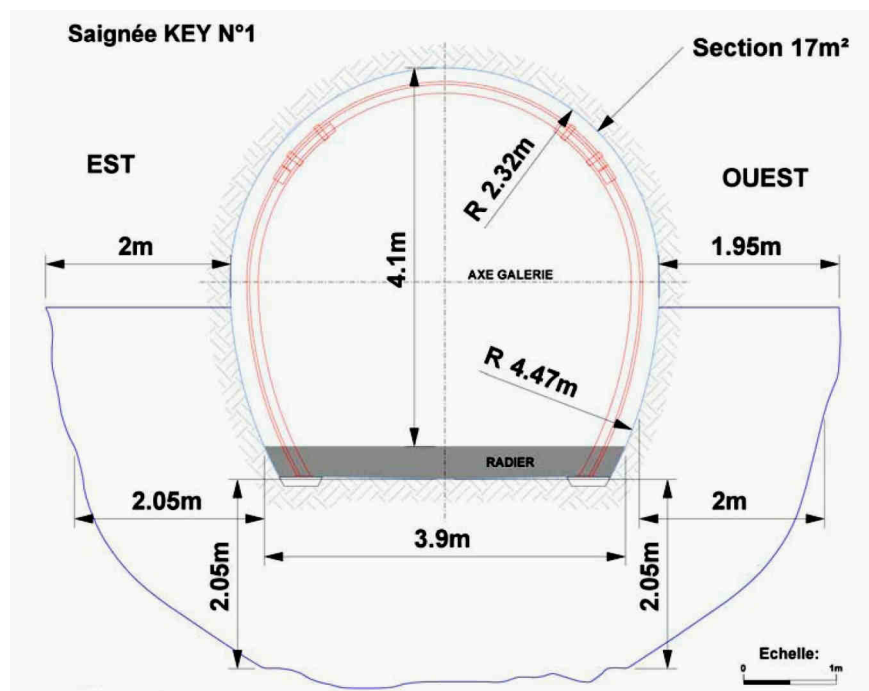 Saignée KEY N°1
Section 17m²
EST
OUEST
R 2.32m
2m
4.1m
1.95m
AXE GALERIE
R 4.47m
RADIER
2.05m
2m
3.9m
2.05m
2.05m
Echelle:
0 1m